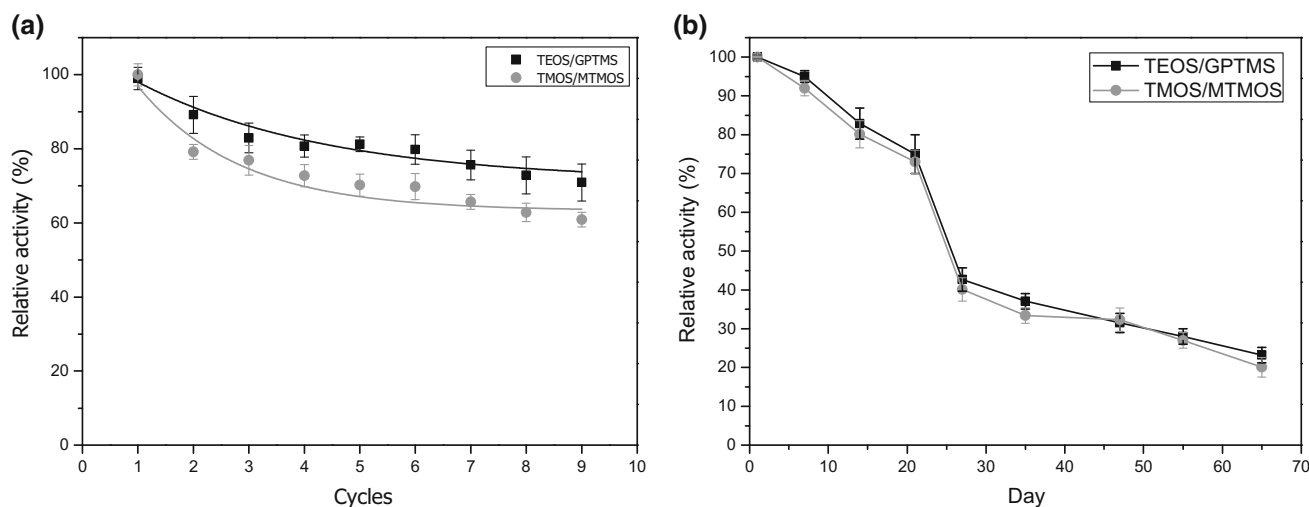 (a)
TEOS/GPTMS
TMOS/MTMOS
100
80
60
40
20
0
Relative activity (%)
0 1 2 3 4 5 6 7 8 9 10
Cycles
(b)
TEOS/GPTMS
TMOS/MTMOS
100
90
80
70
60
50
40
30
20
10
0
Relative activity (%)
0 10 20 30 40 50 60 70
Day